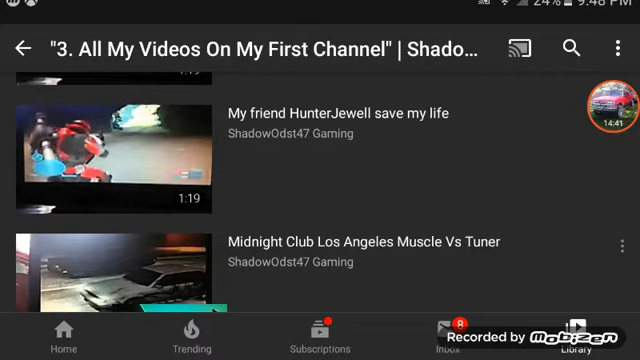 24% 9:48 PM
"3. All My Videos On My First Channel" | Shado...
1:19
My friend HunterJewell save my life
ShadowOdst47 Gaming
14:41
1:19
Midnight Club Los Angeles Muscle Vs Tuner
ShadowOdst47 Gaming
8
Home
Trending
Subscriptions
Inbox
Library
Recorded by Mobizen